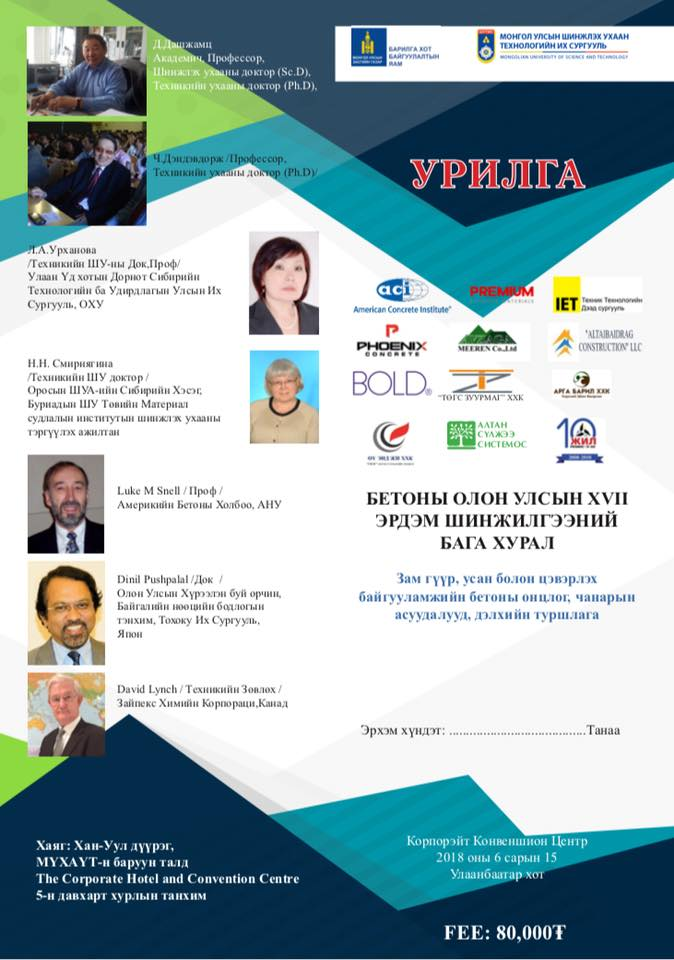 Д.Дашжамц
Академич, Профессор,
Шинжлэх ухааны доктор (Sc.D),
Техникийн ухааны доктор (Ph.D),
Ч.Дэндэвдорж /Профессор,
Техникийн ухааны доктор (Ph.D)/
Л.А.Урханова
/Техникийн ШУ-ны Док,Проф/
Улаан Үд хотын Дорнот Сибирийн
Технологийн ба Удирдлагын Улсын Их
Сургууль, ОХУ
Н.Н. Смирнягина
/Техникийн ШУ доктор /
Оросын ШУА-ийн Сибирийн Хэсэг,
Буриадын ШУ Төвийн Материал
судлалын институтын шинжлэх ухааны
тэргүүлэх ажилтан
Luke M Snell / Проф /
Америкийн Бетоны Холбоо, АНУ
Dinil Pushpalal /Док /
Олон Улсын Хүрээлэн буй орчин,
Байгалийн нөөцийн бодлогын
тэнхим, Тохоку Их Сургууль,
Япон
David Lynch / Техникийн Зөвлөх /
Зайпекс Химийн Корпораци,Канад
Хаяг: Хан-Уул дүүрэг,
МҮХАҮТ-н баруун талд
The Corporate Hotel and Convention Centre
5-н давхарт хурлын танхим
БАРИЛГА ХОТ
БАЙГУУЛАЛТЫН
ЯАМ
МОНГОЛ УЛСЫН ШИНЖЛЭХ УХААН
ТЕХНОЛОГИЙН ИХ СУРГУУЛЬ
MONGOLIAN UNIVERSITY OF SCIENCE AND TECHNOLOGY
УРИЛГА
aci
American Concrete Institute
PREMIUM
IET
Техник Технологийн
Дээд сургууль
PHOENIX
CONCRETE
MEEREN Co.,Ltd
"ALTAIBAIDRAG
CONSTRUCTION" LLC
BOLD®
"ТӨГС ЗУУРМАГ" ХХК
АРГА БАРИЛ ХХК
ОҮ ЭНД ЖИ ХХК
АЛТАН
СҮЛЖЭЭ
СИСТЕМОС
10 ЖИЛ
БЕТОНЫ ОЛОН УЛСЫН XVII
ЭРДЭМ ШИНЖИЛГЭЭНИЙ
БАГА ХУРАЛ
Зам гүүр, усан болон цэвэрлэх
байгууламжийн бетоны онцлог, чанарын
асуудалууд, дэлхийн туршлага
Эрхэм хүндэт: ........................................Танаа
Корпорэйт Конвеншион Центр
2018 оны 6 сарын 15
Улаанбаатар хот
FEE: 80,000₮